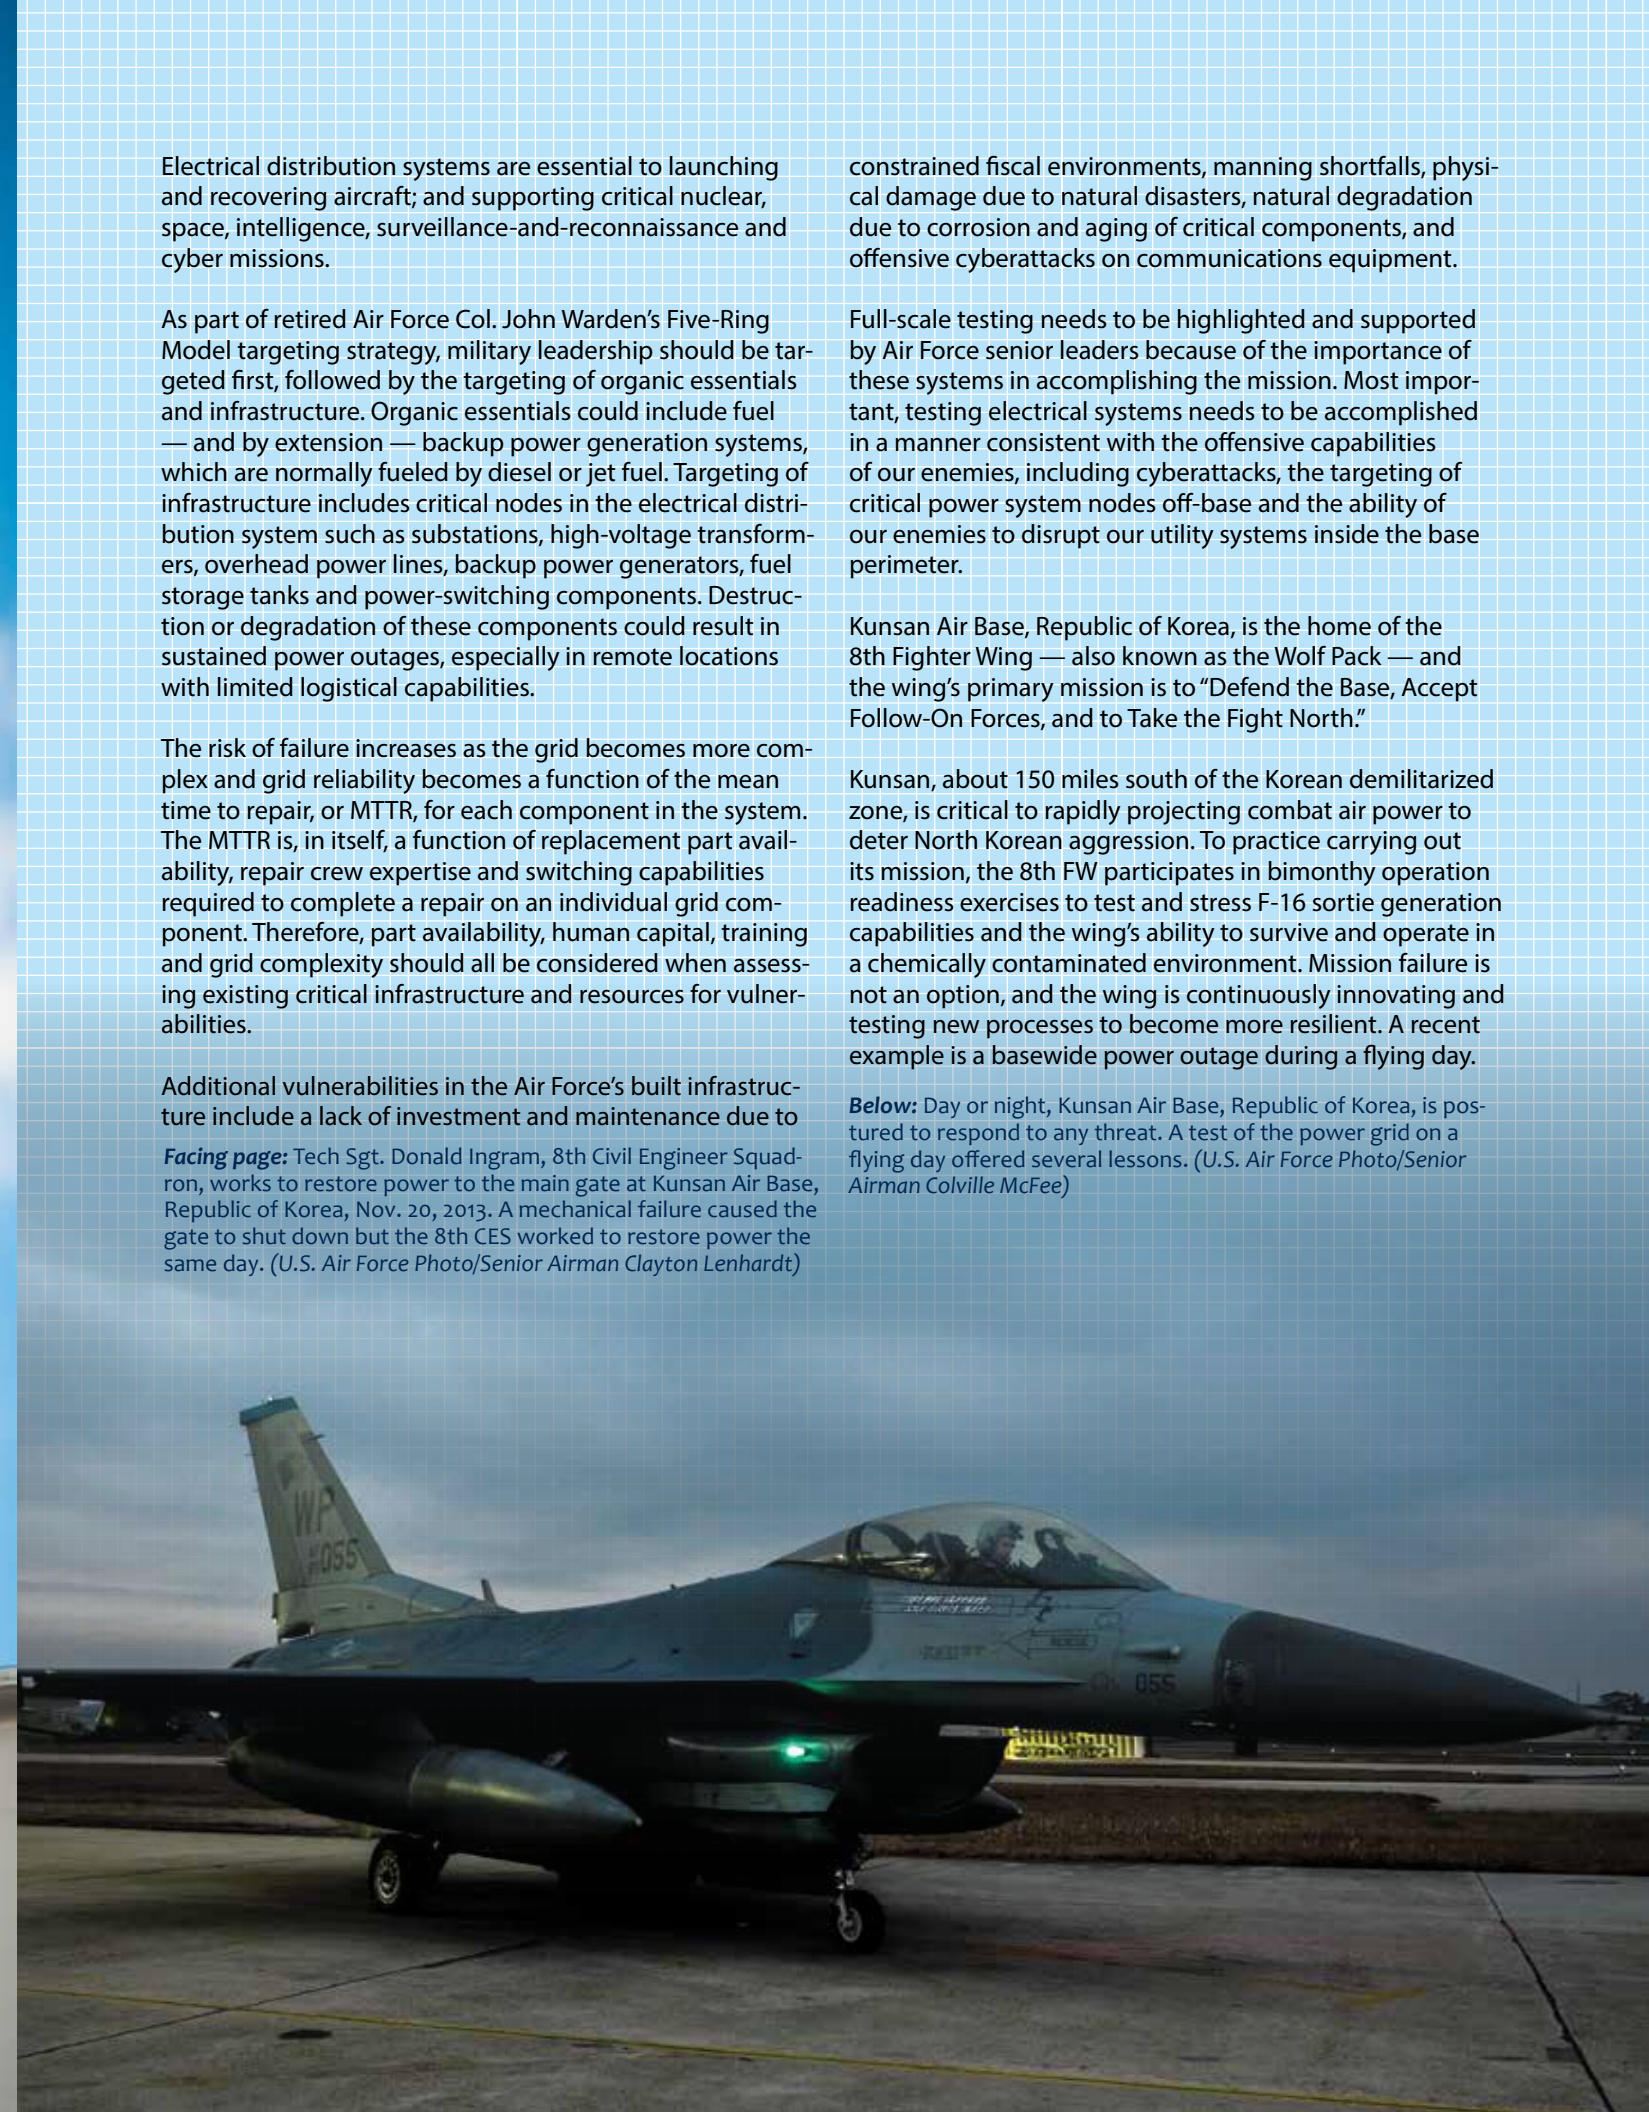 Electrical distribution systems are essential to launching
and recovering aircraft; and supporting critical nuclear,
space, intelligence, surveillance-and-reconnaissance and
cyber missions.
As part of retired Air Force Col. John Warden’s Five-Ring
Model targeting strategy, military leadership should be tar-
geted first, followed by the targeting of organic essentials
and infrastructure. Organic essentials could include fuel
— and by extension — backup power generation systems,
which are normally fueled by diesel or jet fuel. Targeting of
infrastructure includes critical nodes in the electrical distri-
bution system such as substations, high-voltage transform-
ers, overhead power lines, backup power generators, fuel
storage tanks and power-switching components. Destruc-
tion or degradation of these components could result in
sustained power outages, especially in remote locations
with limited logistical capabilities.
The risk of failure increases as the grid becomes more com-
plex and grid reliability becomes a function of the mean
time to repair, or MTTR, for each component in the system.
The MTTR is, in itself, a function of replacement part avail-
ability, repair crew expertise and switching capabilities
required to complete a repair on an individual grid com-
ponent. Therefore, part availability, human capital, training
and grid complexity should all be considered when assess-
ing existing critical infrastructure and resources for vulner-
abilities.
Additional vulnerabilities in the Air Force’s built infrastruc-
ture include a lack of investment and maintenance due to
Facing page: Tech Sgt. Donald Ingram, 8th Civil Engineer Squad-
ron, works to restore power to the main gate at Kunsan Air Base,
Republic of Korea, Nov. 20, 2013. A mechanical failure caused the
gate to shut down but the 8th CES worked to restore power the
same day. (U.S. Air Force Photo/Senior Airman Clayton Lenhardt)
constrained fiscal environments, manning shortfalls, physi-
cal damage due to natural disasters, natural degradation
due to corrosion and aging of critical components, and
offensive cyberattacks on communications equipment.
Full-scale testing needs to be highlighted and supported
by Air Force senior leaders because of the importance of
these systems in accomplishing the mission. Most impor-
tant, testing electrical systems needs to be accomplished
in a manner consistent with the offensive capabilities
of our enemies, including cyberattacks, the targeting of
critical power system nodes off-base and the ability of
our enemies to disrupt our utility systems inside the base
perimeter.
Kunsan Air Base, Republic of Korea, is the home of the
8th Fighter Wing — also known as the Wolf Pack — and
the wing’s primary mission is to “Defend the Base, Accept
Follow-On Forces, and to Take the Fight North.”
Kunsan, about 150 miles south of the Korean demilitarized
zone, is critical to rapidly projecting combat air power to
deter North Korean aggression. To practice carrying out
its mission, the 8th FW participates in bimonthy operation
readiness exercises to test and stress F-16 sortie generation
capabilities and the wing’s ability to survive and operate in
a chemically contaminated environment. Mission failure is
not an option, and the wing is continuously innovating and
testing new processes to become more resilient. A recent
example is a basewide power outage during a flying day.
Below: Day or night, Kunsan Air Base, Republic of Korea, is pos-
tured to respond to any threat. A test of the power grid on a
flying day offered several lessons. (U.S. Air Force Photo/Senior
Airman Colville McFee)
WP
055
RESCUE
055